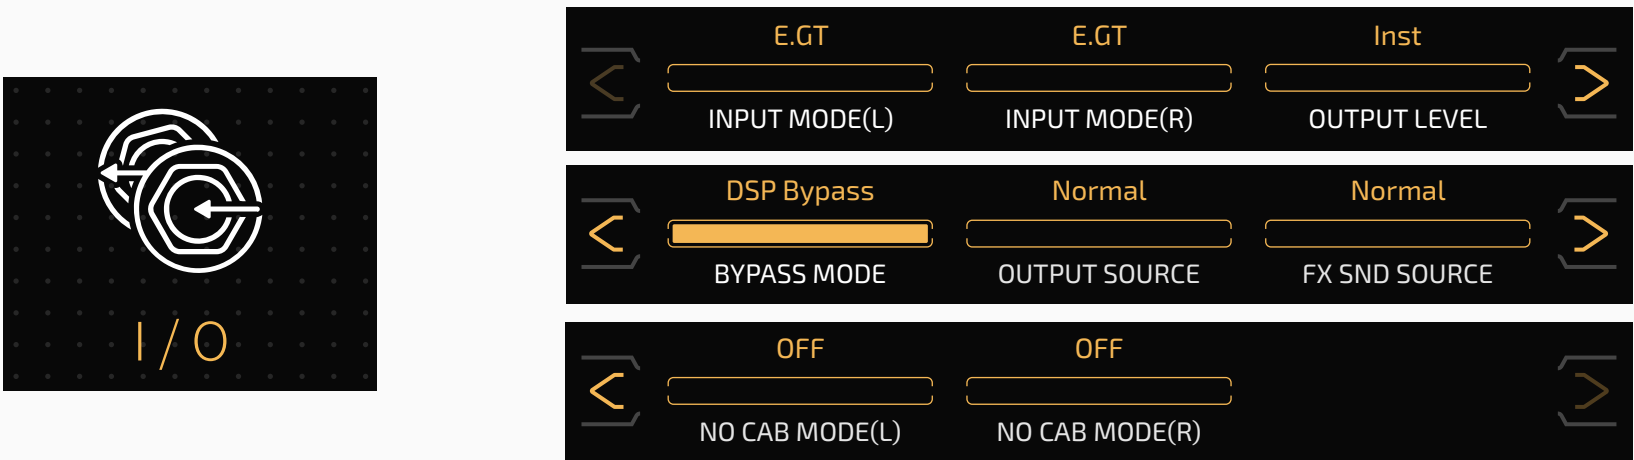 I/O
E.GT E.GT Inst
INPUT MODE(L) INPUT MODE(R) OUTPUT LEVEL
DSP Bypass Normal Normal
BYPASS MODE OUTPUT SOURCE FX SND SOURCE
OFF OFF
NO CAB MODE(L) NO CAB MODE(R)